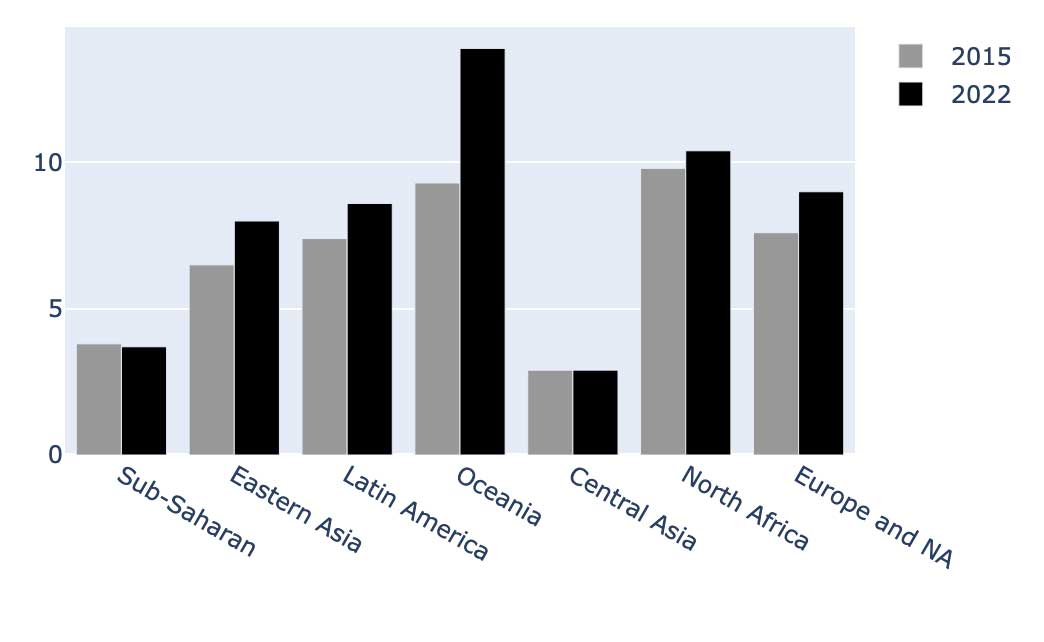 2015
2022
10
5
0
Sub-Saharan
Eastern Asia
Latin America
Oceania
Central Asia
North Africa
Europe and NA